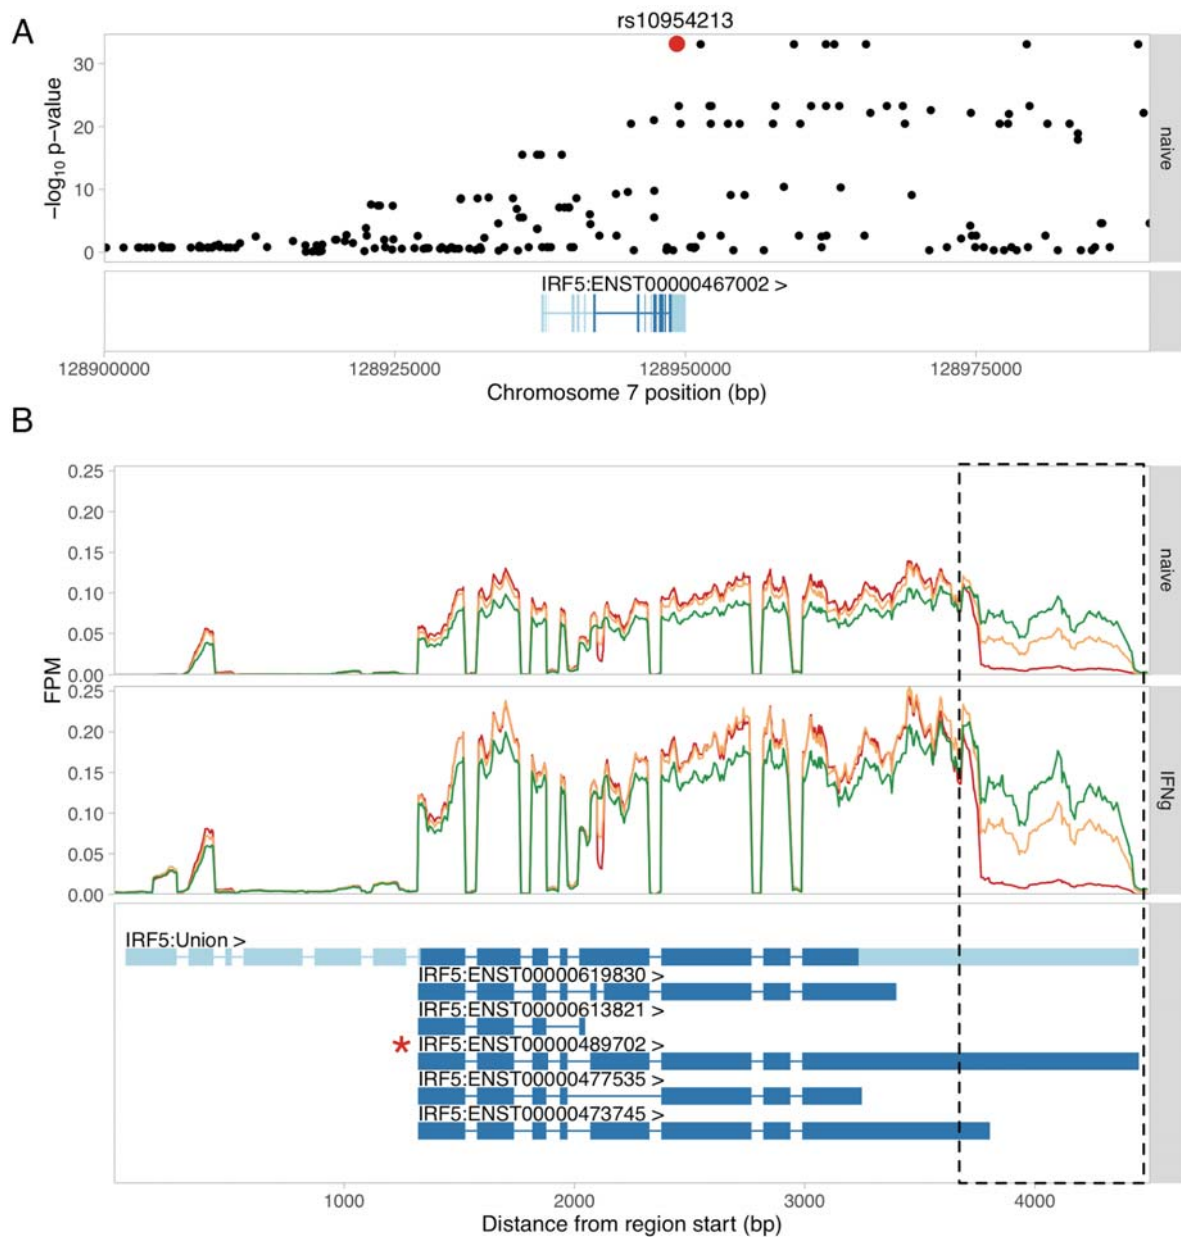 A
rs10954213
−log10 p−value
30
20
10
0
naive
IRF5:ENST00000467002 >
128900000 128925000 128950000 128975000
Chromosome 7 position (bp)
B
FPM
0.25
0.20
0.15
0.10
0.05
0.00
naive
0.25
0.20
0.15
0.10
0.05
0.00
IFNg
IRF5:Union >
IRF5:ENST00000619830 >
IRF5:ENST00000613821 >
* IRF5:ENST00000489702 >
IRF5:ENST00000477535 >
IRF5:ENST00000473745 >
1000 2000 3000 4000
Distance from region start (bp)